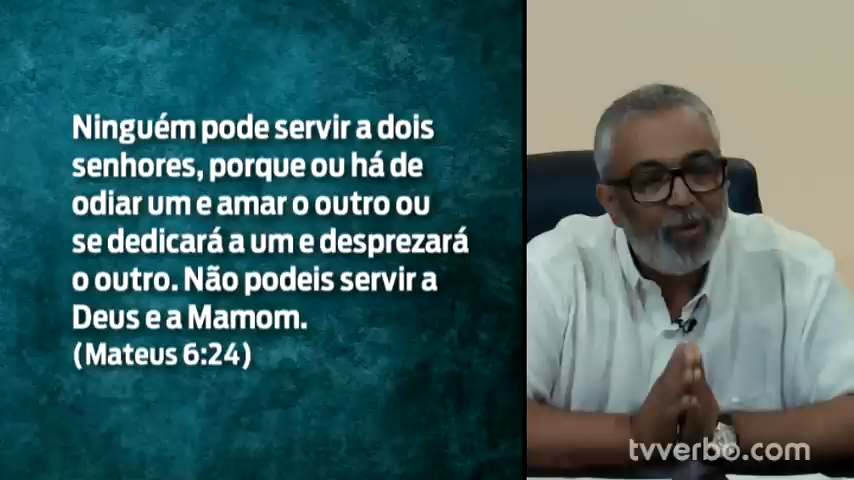 Ninguém pode servir a dois
senhores, porque ou há de
odiar um e amar o outro ou
se dedicará a um e desprezará
o outro. Não podeis servir a
Deus e a Mamom.
(Mateus 6:24)
tvverbo.com